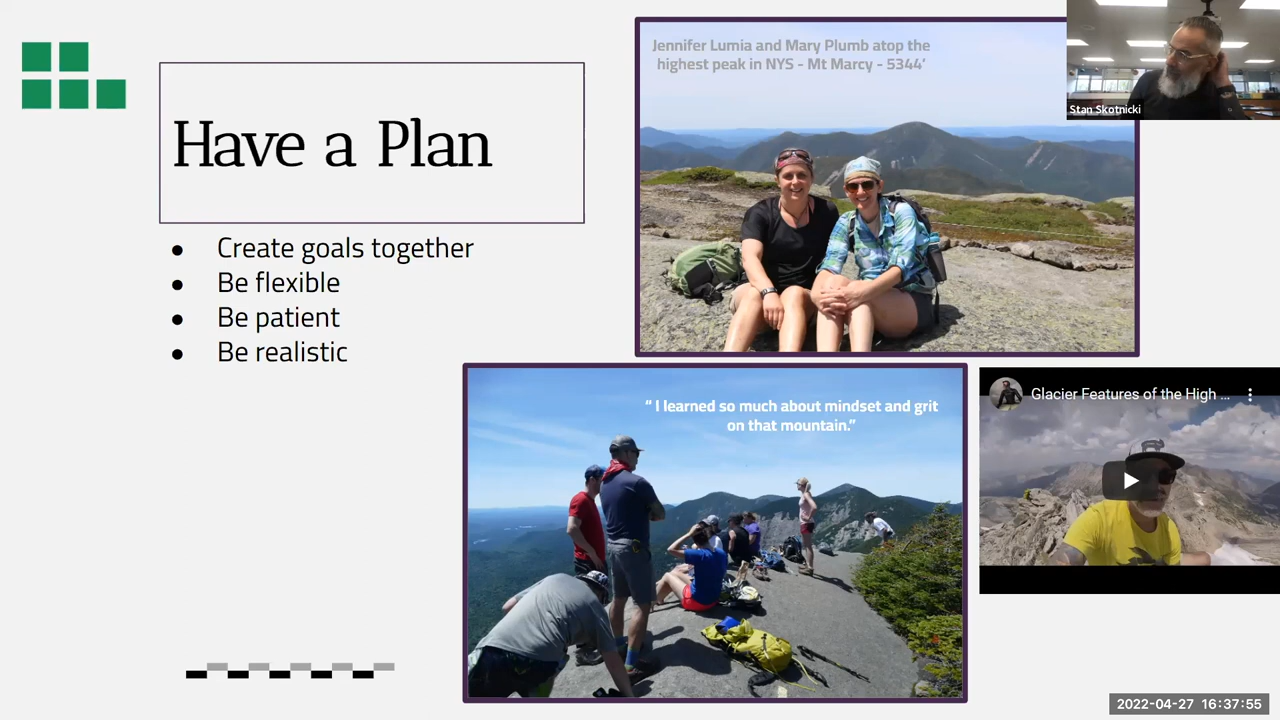 Have a Plan
● Create goals together
● Be flexible
● Be patient
● Be realistic
Jennifer Lumia and Mary Plumb atop the
highest peak in NYS - Mt Marcy - 5344'
Stan Skotnicki
“ I learned so much about mindset and grit
on that mountain.”
Glacier Features of the High ...
2022-04-27 16:37:55